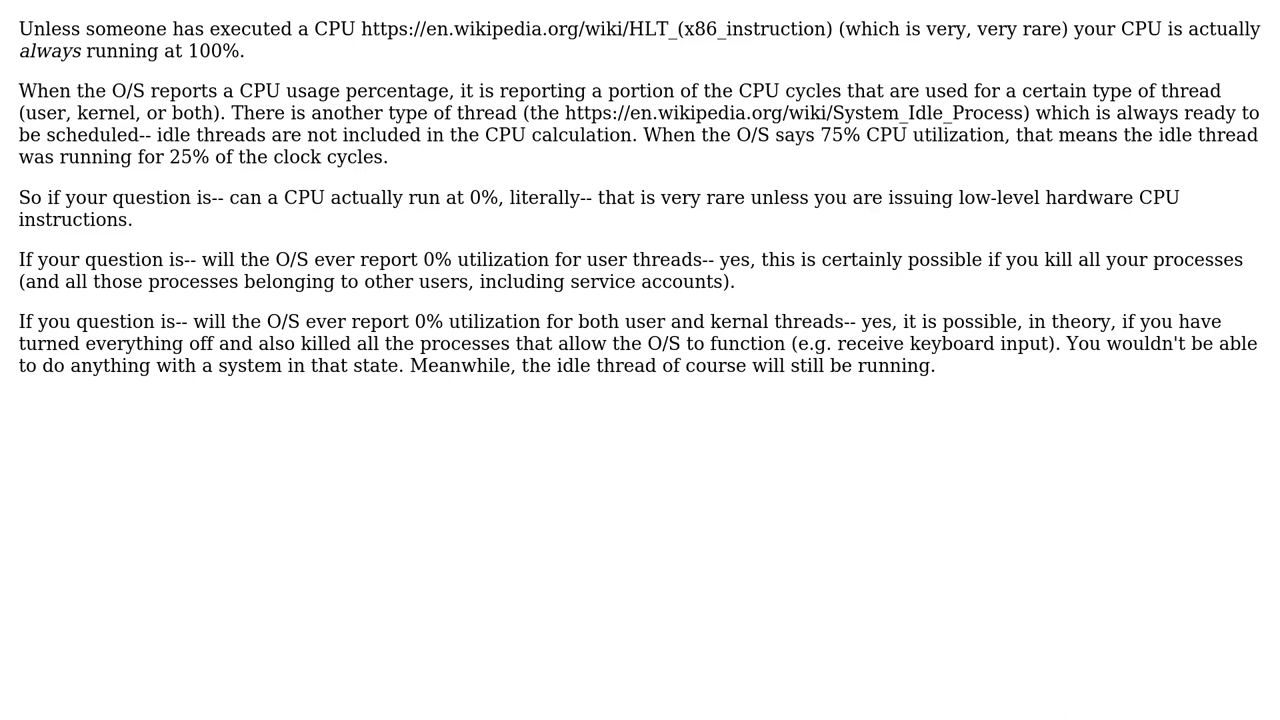 Unless someone has executed a CPU https://en.wikipedia.org/wiki/HLT_(x86_instruction) (which is very, very rare) your CPU is actually
always running at 100%.
When the O/S reports a CPU usage percentage, it is reporting a portion of the CPU cycles that are used for a certain type of thread
(user, kernel, or both). There is another type of thread (the https://en.wikipedia.org/wiki/System_Idle_Process) which is always ready to
be scheduled-- idle threads are not included in the CPU calculation. When the O/S says 75% CPU utilization, that means the idle thread
was running for 25% of the clock cycles.
So if your question is-- can a CPU actually run at 0%, literally-- that is very rare unless you are issuing low-level hardware CPU
instructions.
If your question is-- will the O/S ever report 0% utilization for user threads-- yes, this is certainly possible if you kill all your processes
(and all those processes belonging to other users, including service accounts).
If you question is-- will the O/S ever report 0% utilization for both user and kernal threads-- yes, it is possible, in theory, if you have
turned everything off and also killed all the processes that allow the O/S to function (e.g. receive keyboard input). You wouldn't be able
to do anything with a system in that state. Meanwhile, the idle thread of course will still be running.